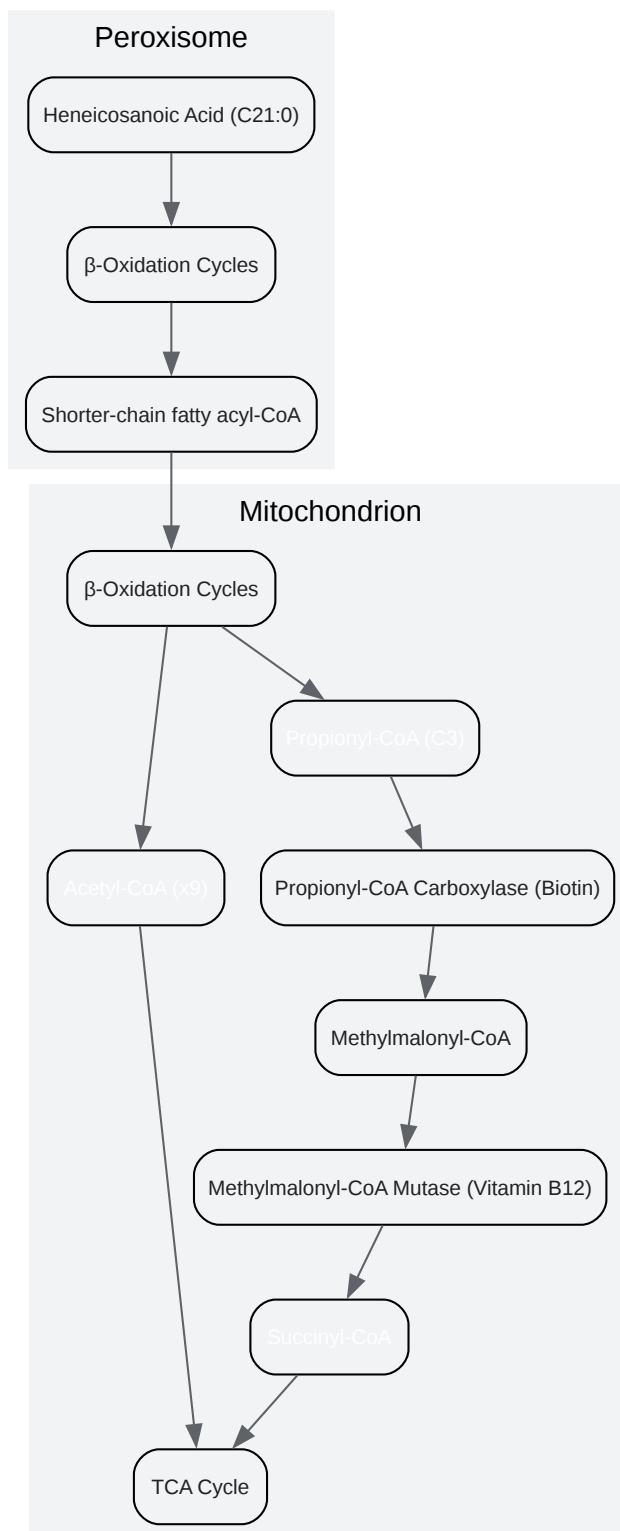 Peroxisome
Heneicosanoic Acid (C21:0)
β-Oxidation Cycles
Shorter-chain fatty acyl-CoA
Mitochondrion
β-Oxidation Cycles
Propionyl-CoA (C3)
Acetyl-CoA (x9)
Propionyl-CoA Carboxylase (Biotin)
Methylmalonyl-CoA
Methylmalonyl-CoA Mutase (Vitamin B12)
Succinyl-CoA
TCA Cycle